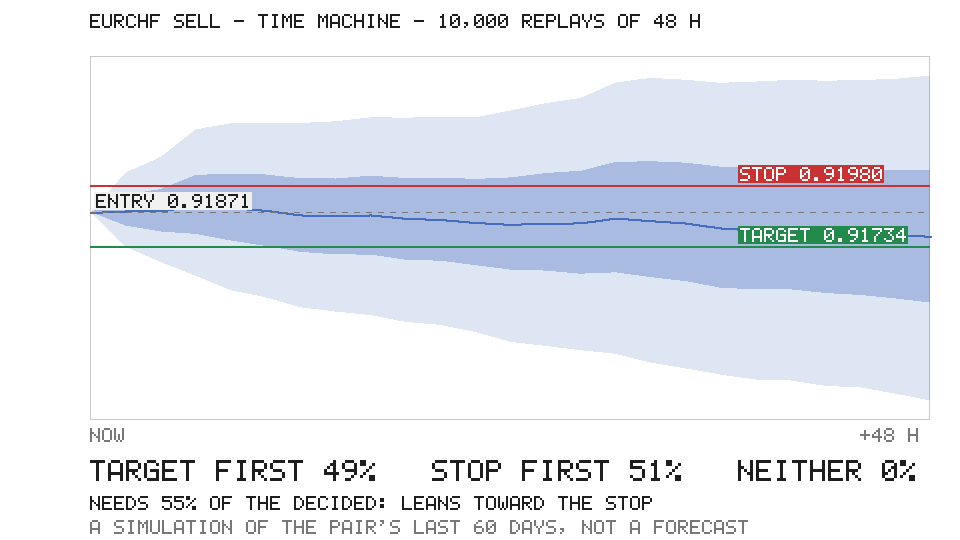 EURCHF SELL - TIME MACHINE - 10,000 REPLAYS OF 48 H
STOP 0.91980
ENTRY 0.91871
TARGET 0.91734
NOW +48 H
TARGET FIRST 49% STOP FIRST 51% NEITHER 0%
NEEDS 55% OF THE DECIDED: LEANS TOWARD THE STOP
A SIMULATION OF THE PAIR'S LAST 60 DAYS, NOT A FORECAST